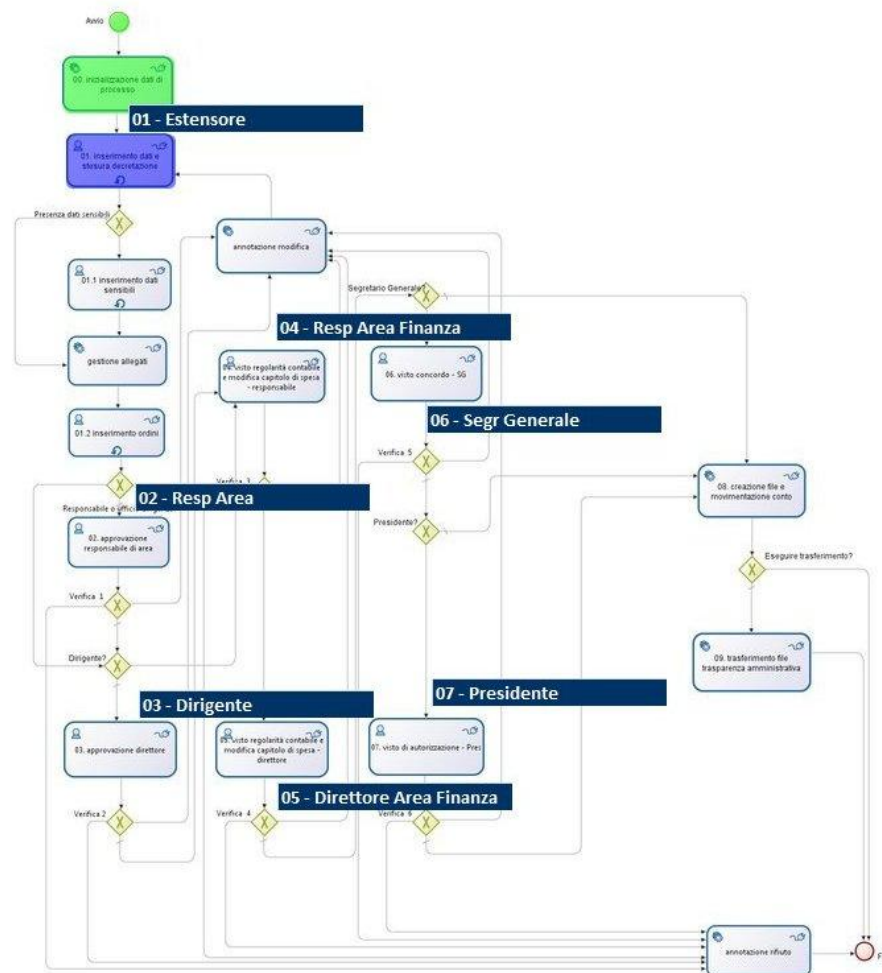 Avvio
00. inizializzazione dati di
processo
01 - Estensore
01. inserimento dati e
stesura decretazione
Presenza dati sensibili
annotazione modifica
01.1 inserimento dati
sensibili
Segretario Generale?
04 - Resp Area Finanza
gestione allegati
visto regolarità contabile
e modifica capitolo di spesa
- responsabile
06. visto concordo - SG
01.2 inserimento ordini
06 - Segr Generale
Verifica 5
Verifica 3
08. creazione file e
movimentazione conto
02 - Resp Area
Responsabile o
Presidente?
02. approvazione
responsabile di area
Eseguire trasferimento?
Verifica 1
09. trasferimento file
trasparenza amministrativa
Dirigente?
07 - Presidente
03 - Dirigente
03. approvazione direttore
visto regolarità contabile e
modifica capitolo di spesa -
direttore
07. visto di autorizzazione - Pres
05 - Direttore Area Finanza
Verifica 2
Verifica 4
Verifica 6
annotazione rifiuto